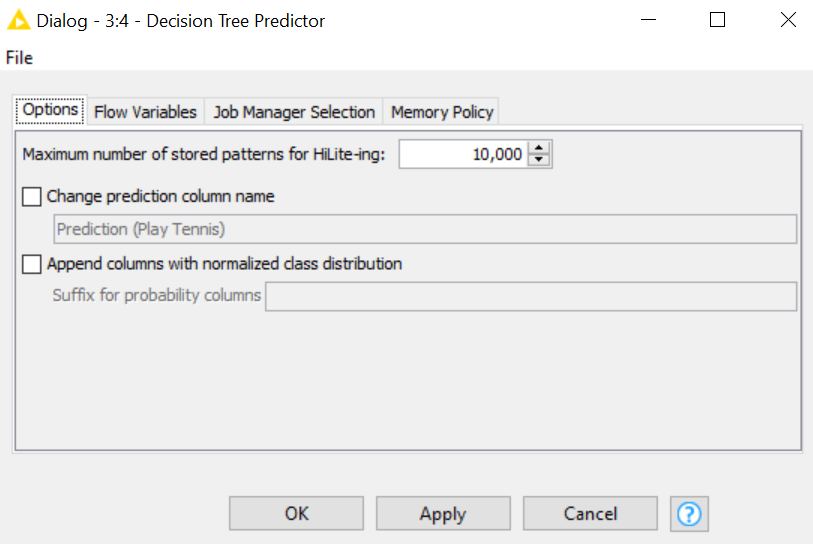 Dialog - 3:4 - Decision Tree Predictor
File
Options Flow Variables Job Manager Selection Memory Policy
Maximum number of stored patterns for HiLite-ing: 10,000
Change prediction column name
Prediction (Play Tennis)
Append columns with normalized class distribution
Suffix for probability columns
OK Apply Cancel ?